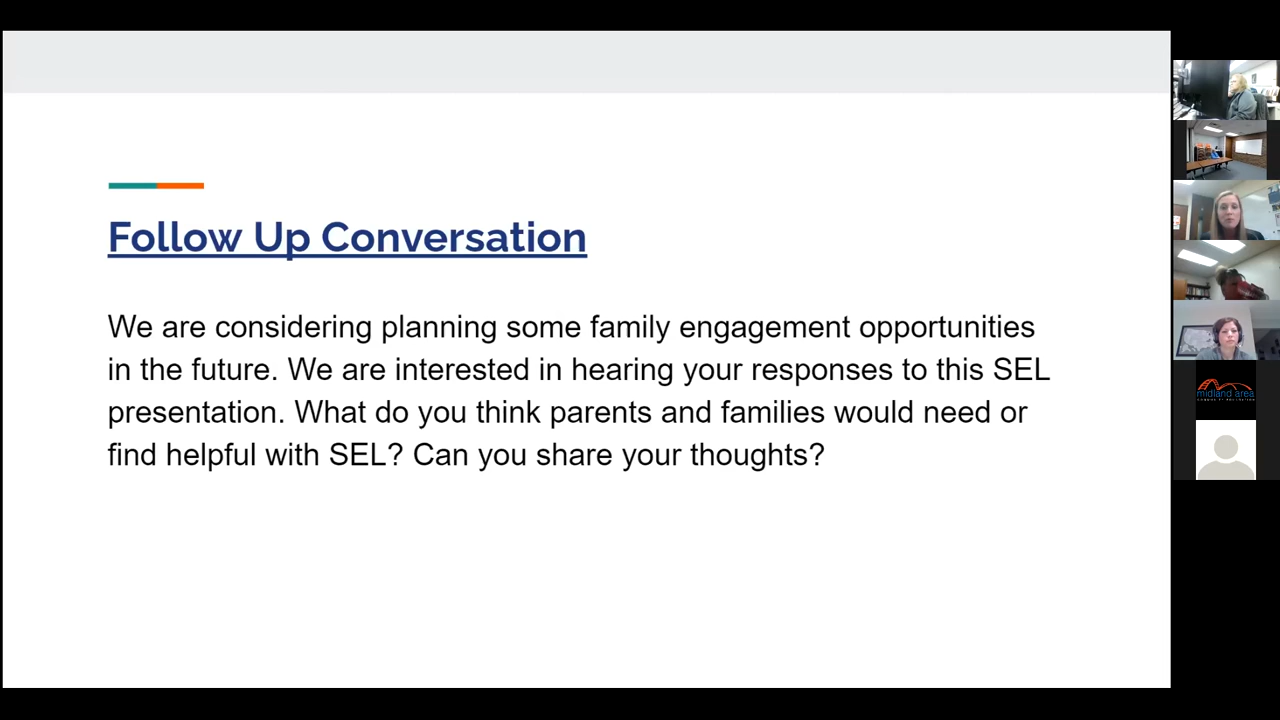 Follow Up Conversation
We are considering planning some family engagement opportunities
in the future. We are interested in hearing your responses to this SEL
presentation. What do you think parents and families would need or
find helpful with SEL? Can you share your thoughts?
midland area